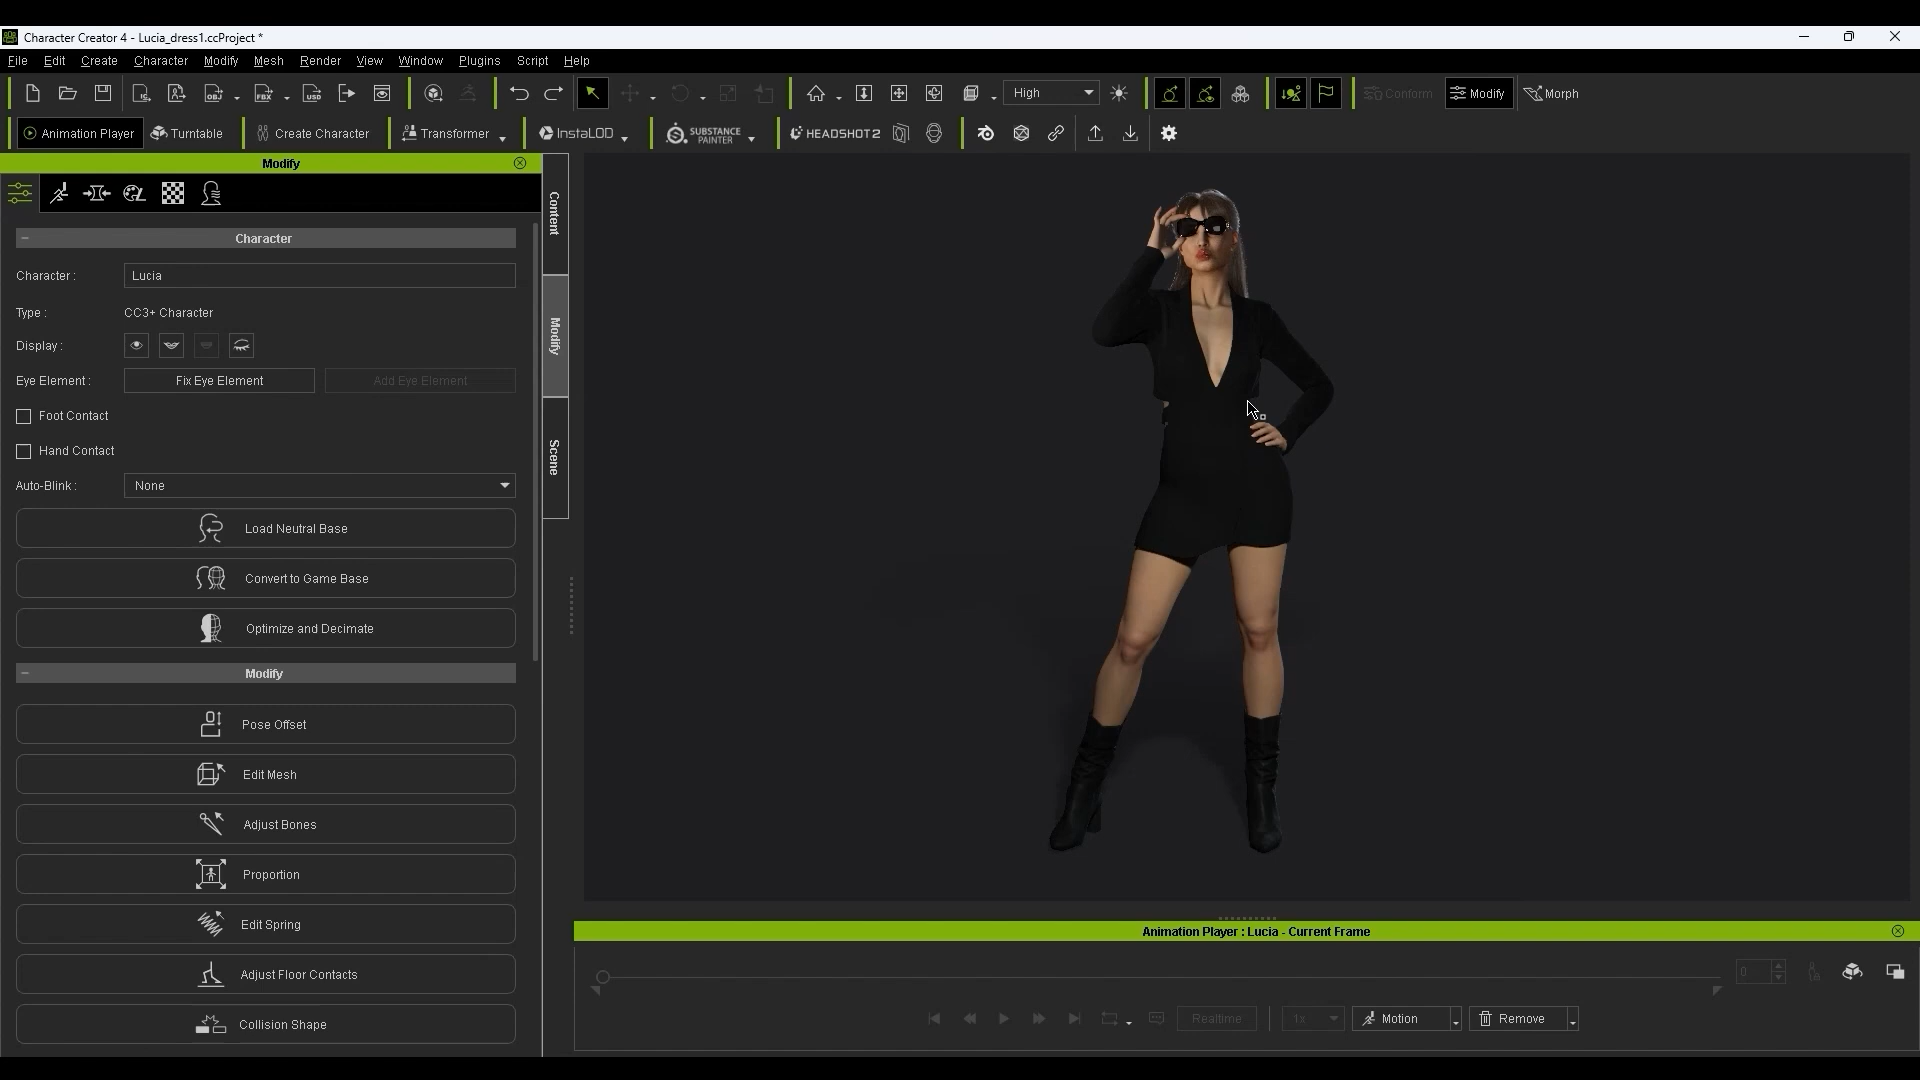 Character Creator 4 - Lucia_dress1.ccProject *
File Edit Create Character Modify Mesh Render View Window Plugins Script Help
High Conform Modify Morph
Animation Player Turntable Create Character Transformer InstaLOD SUBSTANCE PAINTER HEADSHOT 2
Modify
Content
Modify
Scene
Character
Character : Lucia
Type : CC3+ Character
Display :
Eye Element : Fix Eye Element Add Eye Element
Foot Contact
Hand Contact
Auto-Blink : None
Load Neutral Base
Convert to Game Base
Optimize and Decimate
Modify
Pose Offset
Edit Mesh
Adjust Bones
Proportion
Edit Spring
Adjust Floor Contacts
Collision Shape
Animation Player : Lucia - Current Frame
0
Realtime 1x Motion Remove